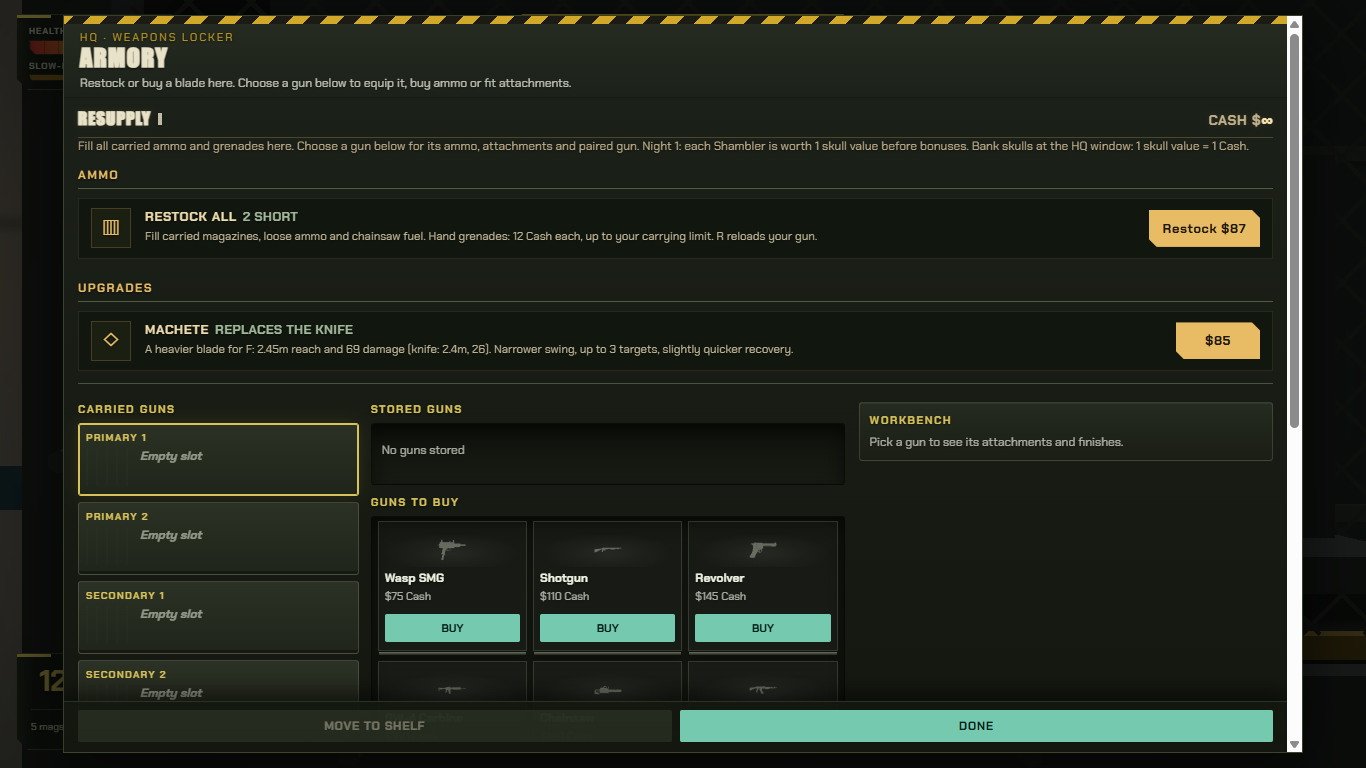 HEALTH
SLOW-
HQ · WEAPONS LOCKER
ARMORY
Restock or buy a blade here. Choose a gun below to equip it, buy ammo or fit attachments.
RESUPPLY
CASH $∞
Fill all carried ammo and grenades here. Choose a gun below for its ammo, attachments and paired gun. Night 1: each Shambler is worth 1 skull value before bonuses. Bank skulls at the HQ window: 1 skull value = 1 Cash.
AMMO
RESTOCK ALL 2 SHORT
Fill carried magazines, loose ammo and chainsaw fuel. Hand grenades: 12 Cash each, up to your carrying limit. R reloads your gun.
Restock $87
UPGRADES
MACHETE REPLACES THE KNIFE
A heavier blade for F: 2.45m reach and 69 damage (knife: 2.4m, 26). Narrower swing, up to 3 targets, slightly quicker recovery.
$85
CARRIED GUNS
PRIMARY 1
Empty slot
PRIMARY 2
Empty slot
SECONDARY 1
Empty slot
SECONDARY 2
Empty slot
STORED GUNS
No guns stored
GUNS TO BUY
Wasp SMG
$75 Cash
BUY
Shotgun
$110 Cash
BUY
Revolver
$145 Cash
BUY
WORKBENCH
Pick a gun to see its attachments and finishes.
12
5 mags
MOVE TO SHELF
DONE